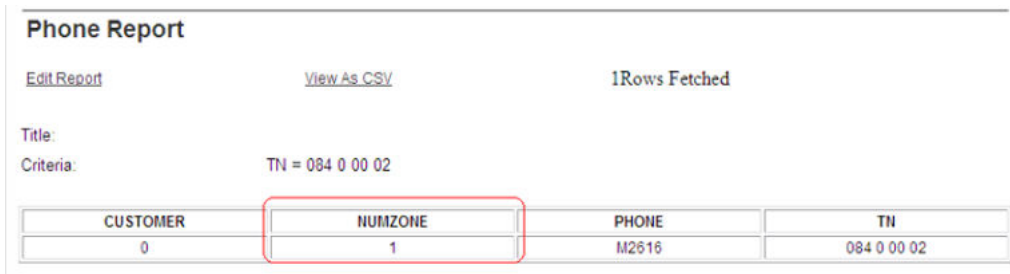 Phone Report
Edit Report View As CSV 1Rows Fetched
Title:
Criteria: TN = 084 0 00 02
CUSTOMER NUMZONE PHONE TN
0 1 M2616 084 0 00 02